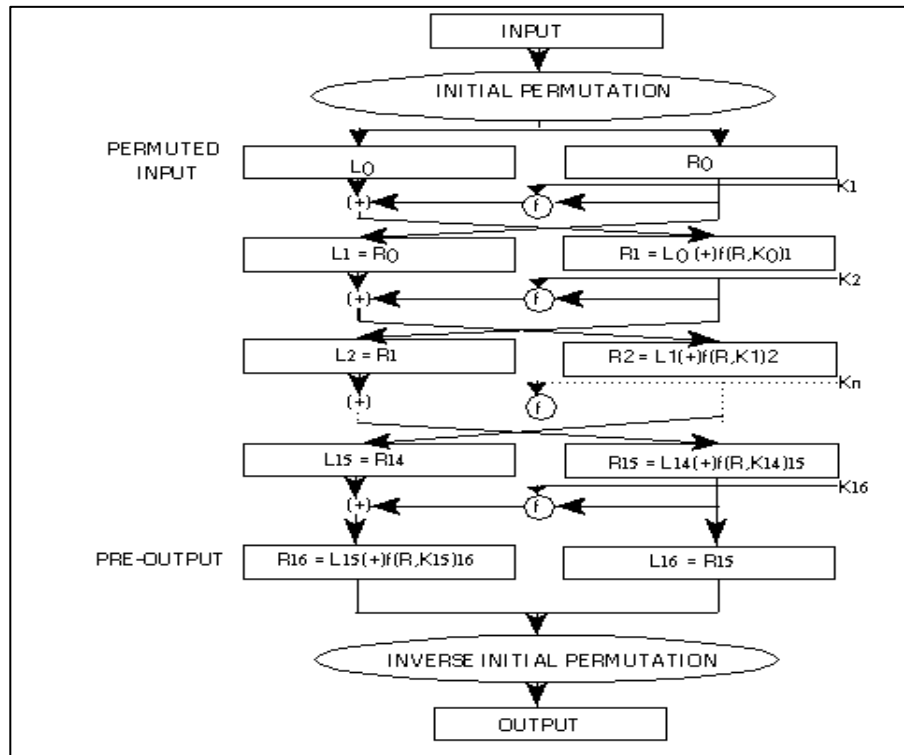 INPUT
INITIAL PERMUTATION
PERMUTED
INPUT
L0
R0
K1
(+)
f
L1 = R0
R1 = L0 (+)f(R,K0)1
K2
(+)
f
L2 = R1
R2 = L1(+)f(R,K1)2
Kn
(+)
f
L15 = R14
R15 = L14(+)f(R,K14)15
K16
(+)
f
PRE-OUTPUT
R16 = L15(+)f(R,K15)16
L16 = R15
INVERSE INITIAL PERMUTATION
OUTPUT